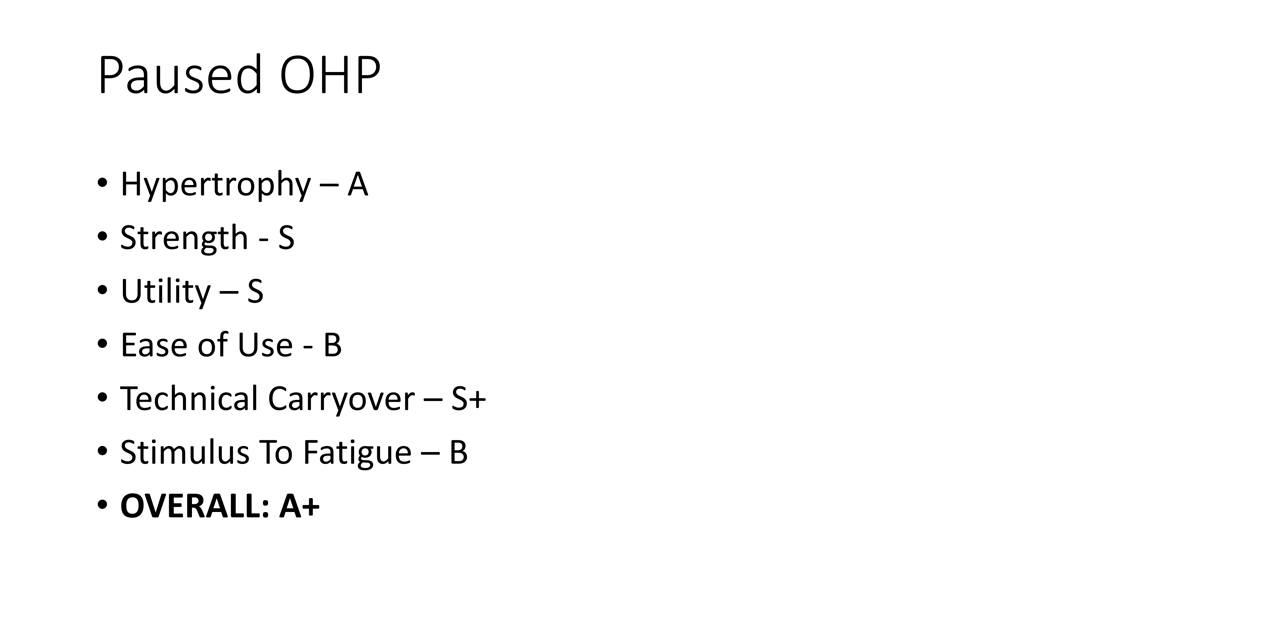 Paused OHP
• Hypertrophy – A
• Strength - S
• Utility – S
• Ease of Use - B
• Technical Carryover – S+
• Stimulus To Fatigue – B
• OVERALL: A+